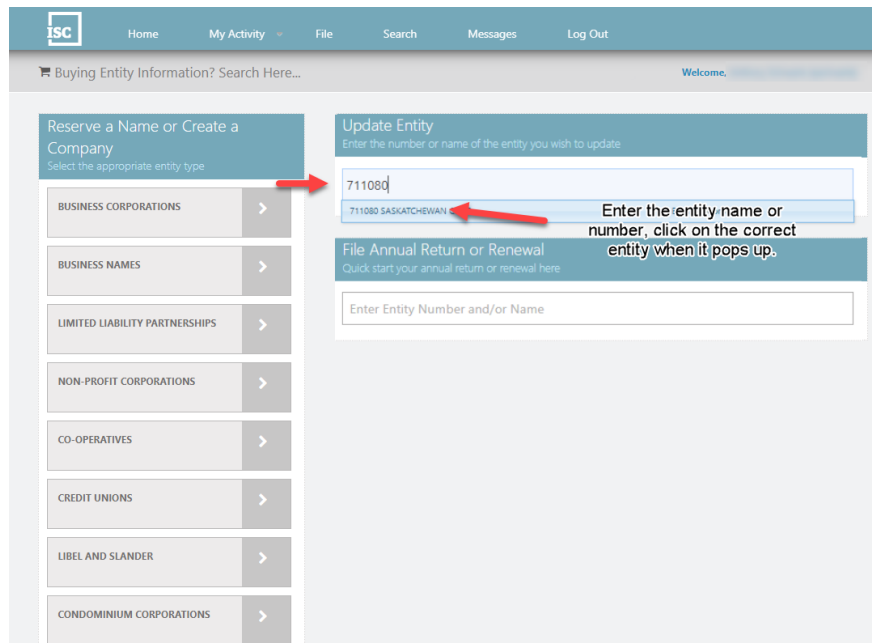 ISC
Home
My Activity
File
Search
Messages
Log Out
Buying Entity Information? Search Here...
Welcome,
Reserve a Name or Create a
Company
Select the appropriate entity type
BUSINESS CORPORATIONS
BUSINESS NAMES
LIMITED LIABILITY PARTNERSHIPS
NON-PROFIT CORPORATIONS
CO-OPERATIVES
CREDIT UNIONS
LIBEL AND SLANDER
CONDOMINIUM CORPORATIONS
Update Entity
Enter the number or name of the entity you wish to update
711080
711080 SASKATCHEWAN
Enter the entity name or
number, click on the correct
entity when it pops up.
File Annual Return or Renewal
Quick start your annual return or renewal here
Enter Entity Number and/or Name